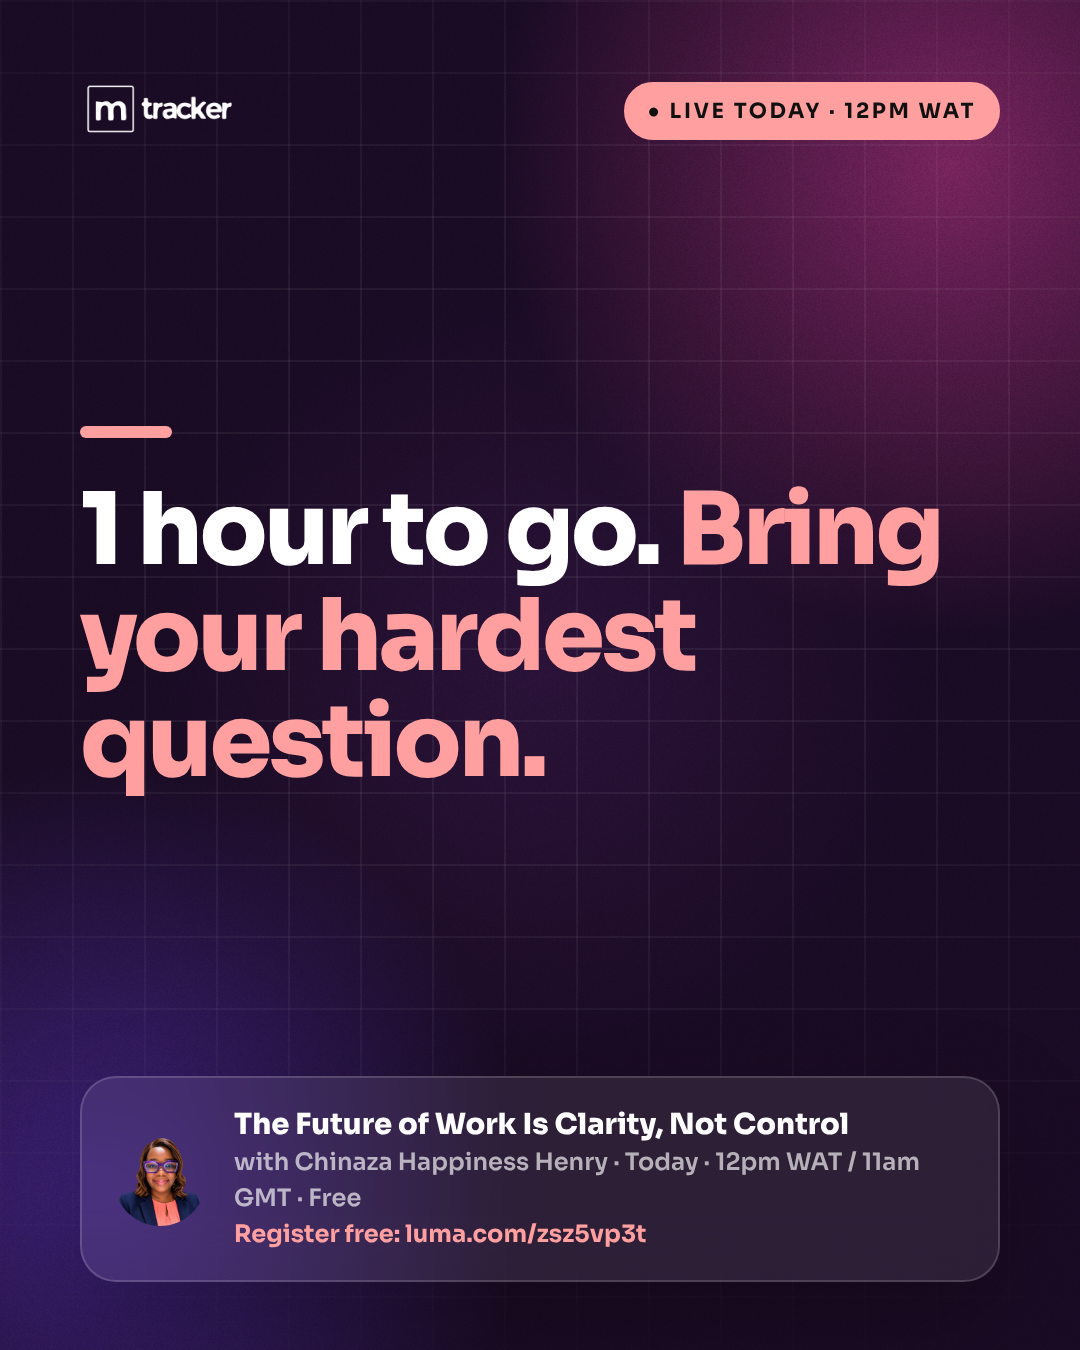 m tracker
• LIVE TODAY · 12PM WAT
1 hour to go. Bring
your hardest
question.
The Future of Work Is Clarity, Not Control
with Chinaza Happiness Henry · Today · 12pm WAT / 11am
GMT · Free
Register free: luma.com/zsz5vp3t